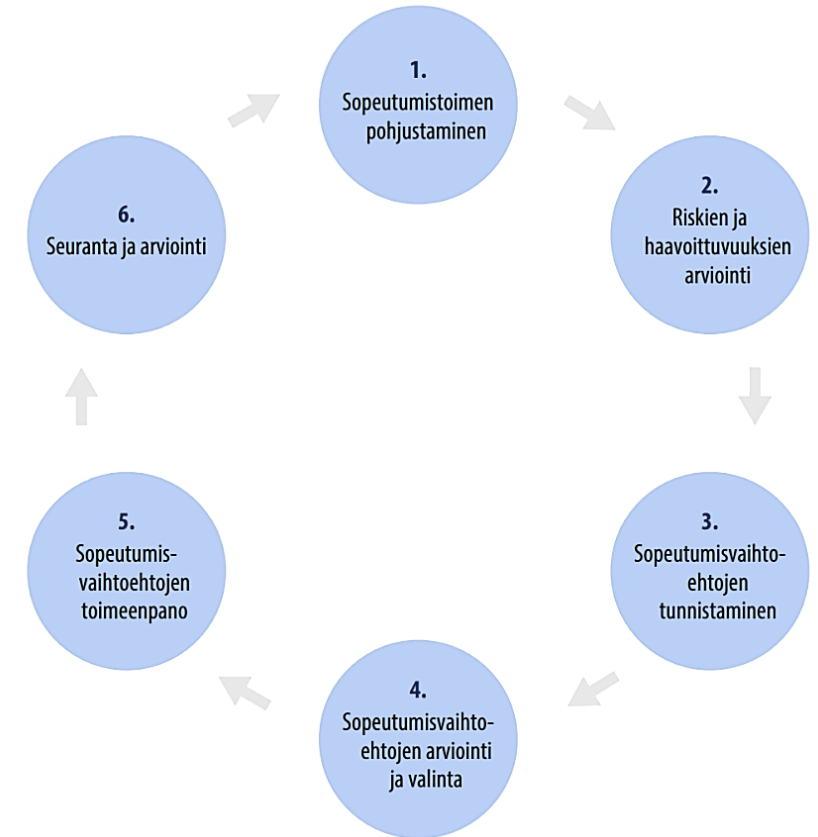 1.
Sopeutumistoimen
pohjustaminen
2.
Riskien ja
haavoittuvuuksien
arviointi
3.
Sopeutumisvaihto-
ehtojen
tunnistaminen
4.
Sopeutumisvaihto-
ehtojen arviointi
ja valinta
5.
Sopeutumis-
vaihtoehtojen
toimeenpano
6.
Seuranta ja arviointi